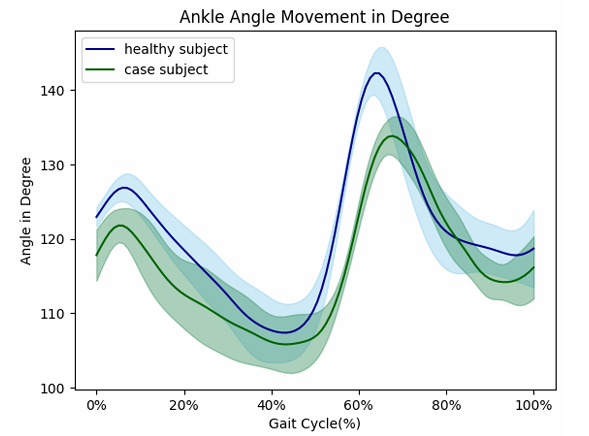 Ankle Angle Movement in Degree
healthy subject
case subject
Angle in Degree
140
130
120
110
100
0%
20%
40%
60%
80%
100%
Gait Cycle(%)